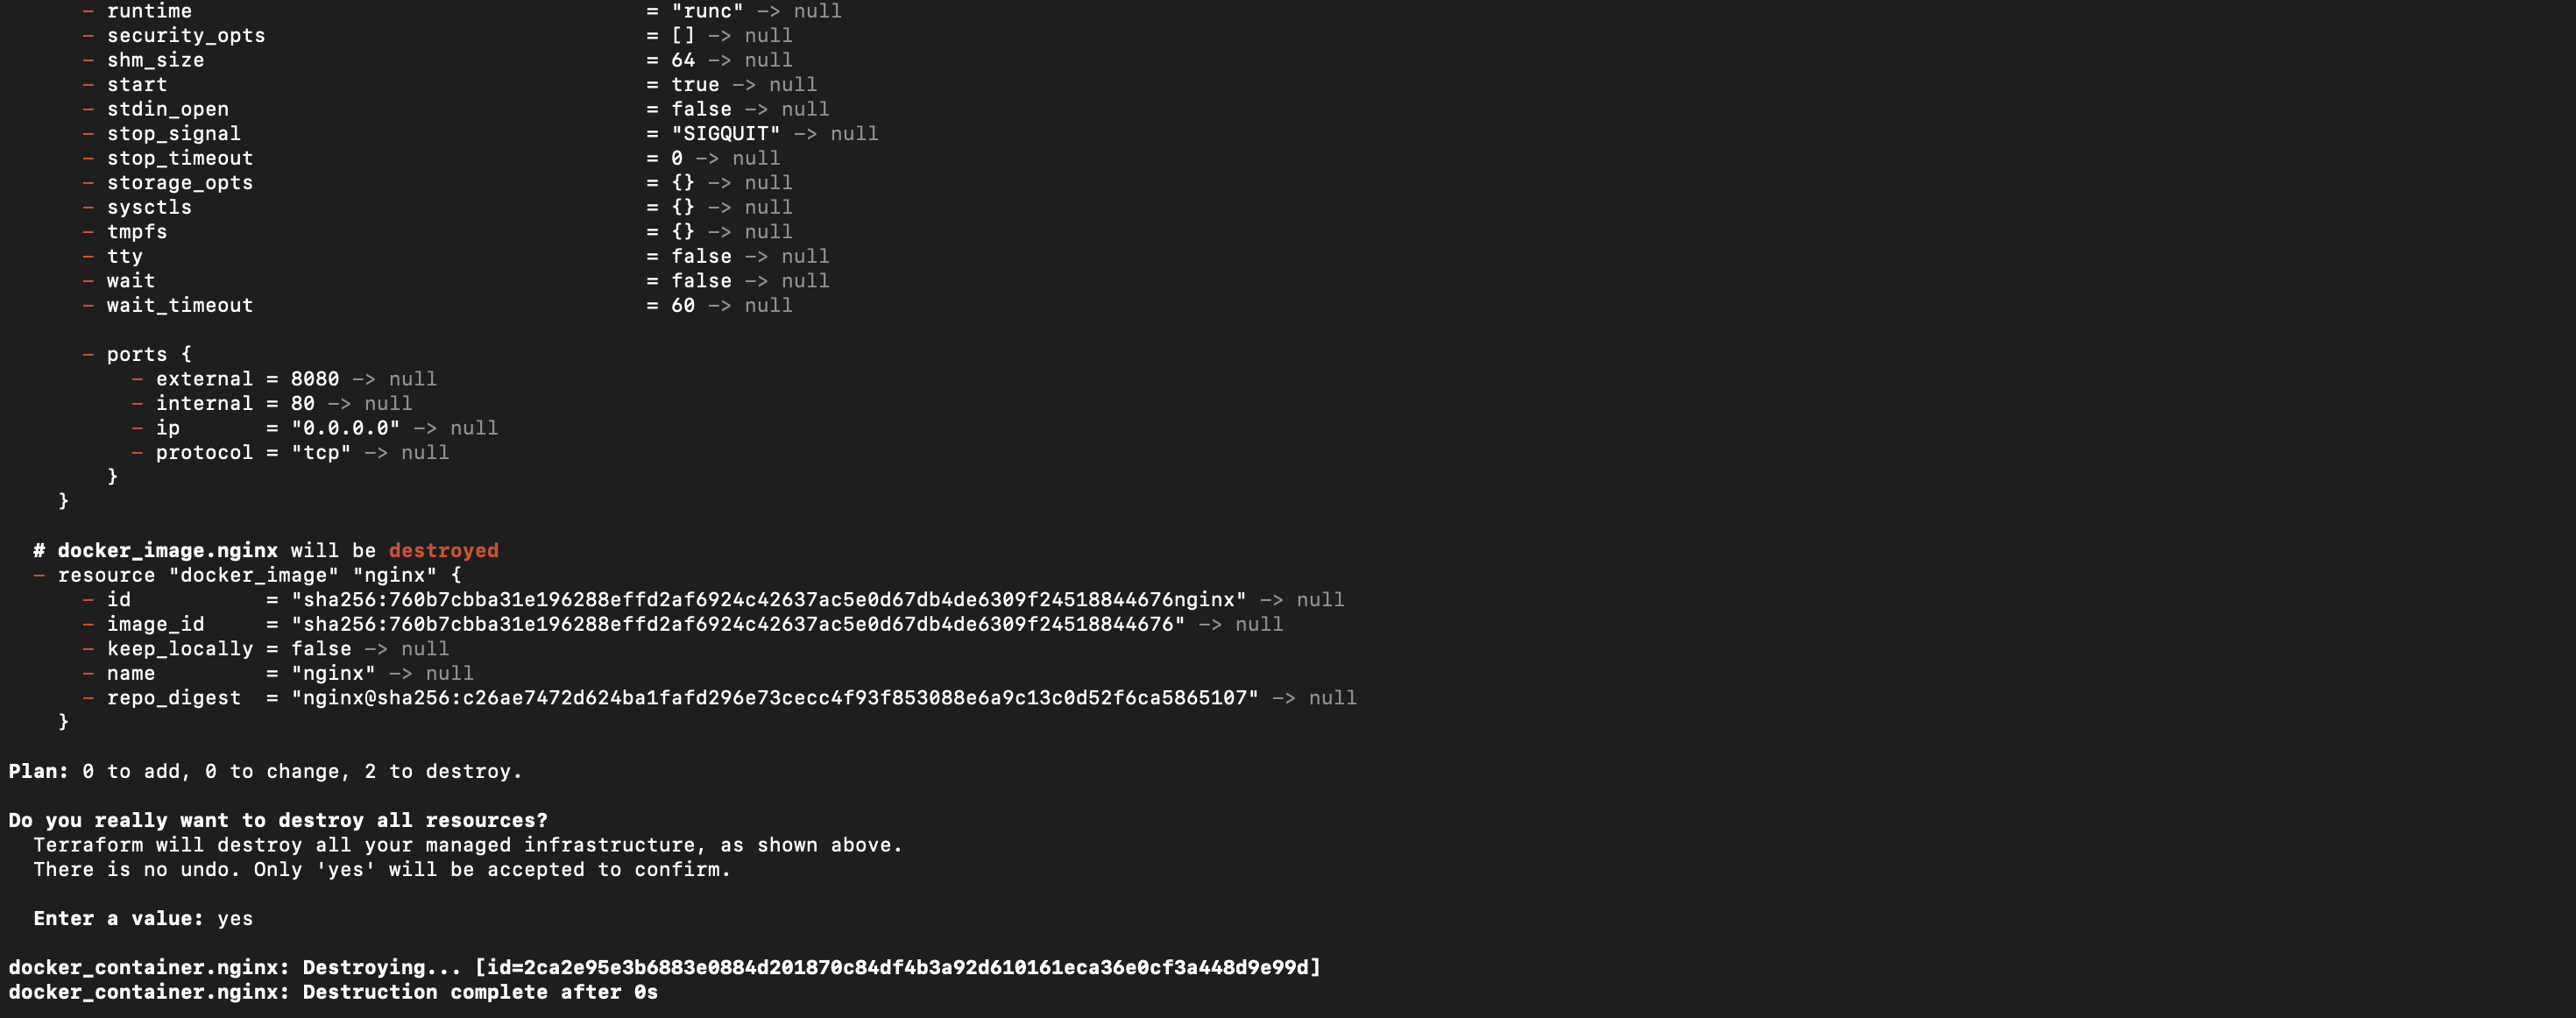 - runtime = "runc" -> null
- security_opts = [] -> null
- shm_size = 64 -> null
- start = true -> null
- stdin_open = false -> null
- stop_signal = "SIGQUIT" -> null
- stop_timeout = 0 -> null
- storage_opts = {} -> null
- sysctls = {} -> null
- tmpfs = {} -> null
- tty = false -> null
- wait = false -> null
- wait_timeout = 60 -> null
- ports {
- external = 8080 -> null
- internal = 80 -> null
- ip = "0.0.0.0" -> null
- protocol = "tcp" -> null
}
}
# docker_image.nginx will be destroyed
- resource "docker_image" "nginx" {
- id = "sha256:760b7cbba31e196288effd2af6924c42637ac5e0d67db4de6309f24518844676nginx" -> null
- image_id = "sha256:760b7cbba31e196288effd2af6924c42637ac5e0d67db4de6309f24518844676" -> null
- keep_locally = false -> null
- name = "nginx" -> null
- repo_digest = "nginx@sha256:c26ae7472d624ba1fafd296e73cecc4f93f853088e6a9c13c0d52f6ca5865107" -> null
}
Plan: 0 to add, 0 to change, 2 to destroy.
Do you really want to destroy all resources?
Terraform will destroy all your managed infrastructure, as shown above.
There is no undo. Only 'yes' will be accepted to confirm.
Enter a value: yes
docker_container.nginx: Destroying... [id=2ca2e95e3b6883e0884d201870c84df4b3a92d610161eca36e0cf3a448d9e99d]
docker_container.nginx: Destruction complete after 0s